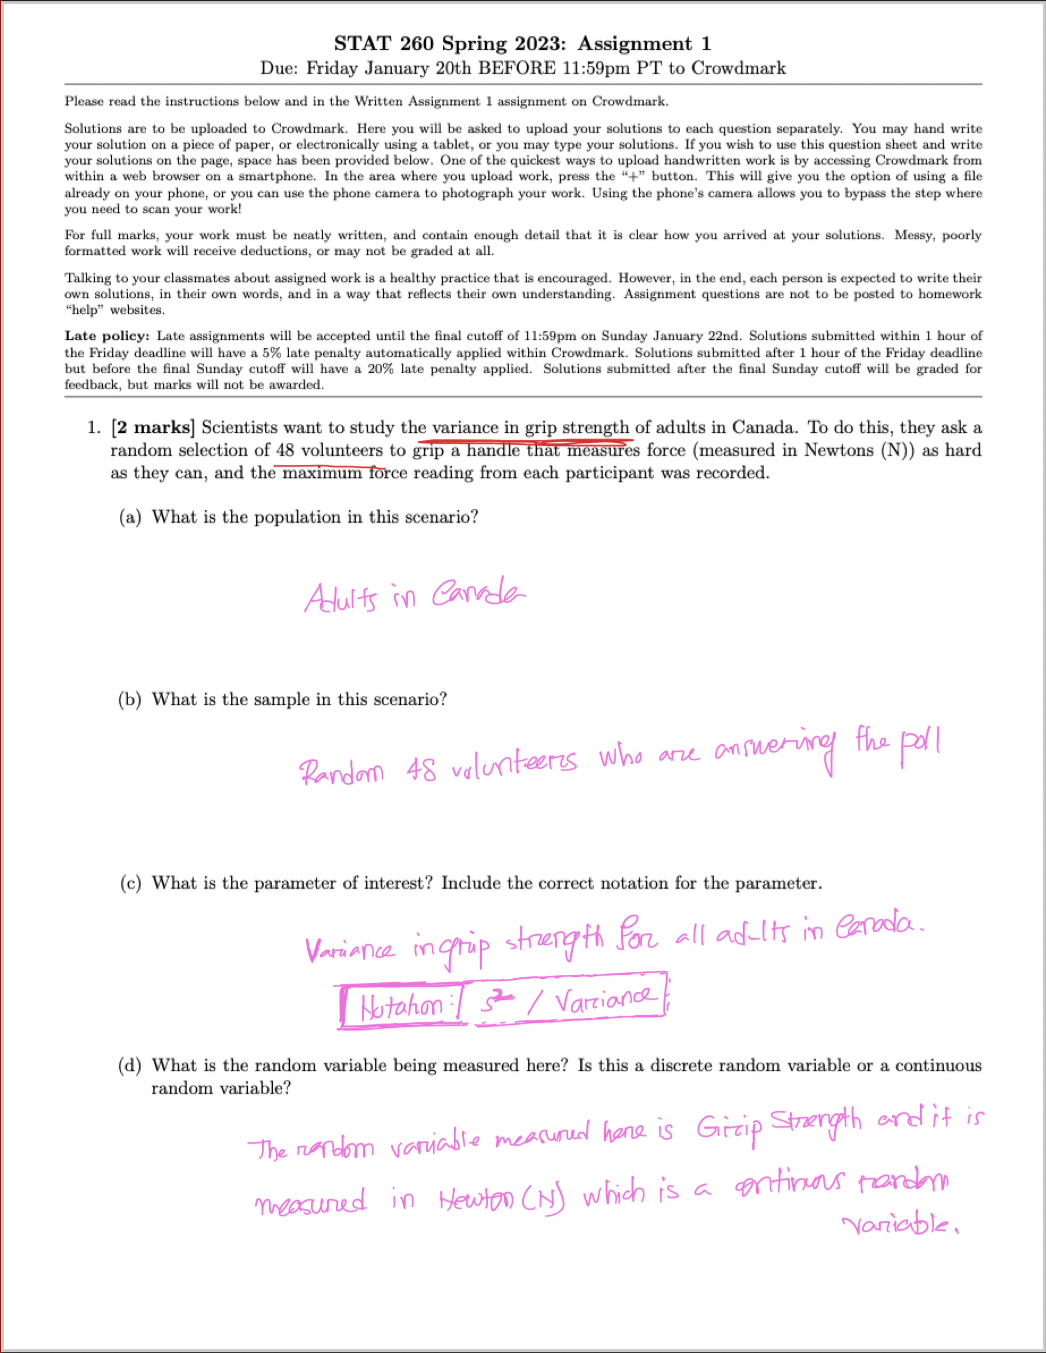 STAT 260 Spring 2023: Assignment 1
Due: Friday January 20th BEFORE 11:59pm PT to Crowdmark
Please read the instructions below and in the Written Assignment 1 assignment on Crowdmark.
Solutions are to be uploaded to Crowdmark. Here you will be asked to upload your solutions to each question separately. You may hand write
your solution on a piece of paper, or electronically using a tablet, or you may type your solutions. If you wish to use this question sheet and write
your solutions on the page, space has been provided below. One of the quickest ways to upload handwritten work is by accessing Crowdmark from
within a web browser on a smartphone. In the area where you upload work, press the “+” button. This will give you the option of using a file
already on your phone, or you can use the phone camera to photograph your work. Using the phone's camera allows you to bypass the step where
you need to scan your work!
For full marks, your work must be neatly written, and contain enough detail that it is clear how you arrived at your solutions. Messy, poorly
formatted work will receive deductions, or may not be graded at all.
Talking to your classmates about assigned work is a healthy practice that is encouraged. However, in the end, each person is expected to write their
own solutions, in their own words, and in a way that reflects their own understanding. Assignment questions are not to be posted to homework
“help” websites.
Late policy: Late assignments will be accepted until the final cutoff of 11:59pm on Sunday January 22nd. Solutions submitted within 1 hour of
the Friday deadline will have a 5% late penalty automatically applied within Crowdmark. Solutions submitted after 1 hour of the Friday deadline
but before the final Sunday cutoff will have a 20% late penalty applied. Solutions submitted after the final Sunday cutoff will be graded for
feedback, but marks will not be awarded.
1. [2 marks] Scientists want to study the variance in grip strength of adults in Canada. To do this, they ask a
random selection of 48 volunteers to grip a handle that measures force (measured in Newtons (N)) as hard
as they can, and the maximum force reading from each participant was recorded.
(a) What is the population in this scenario?
Adults in Canada
(b) What is the sample in this scenario?
Random 48 volunteers who are answering the poll
(c) What is the parameter of interest? Include the correct notation for the parameter.
Variance in grip strength for all adults in Canada.
Notation: s² / Variance
(d) What is the random variable being measured here? Is this a discrete random variable or a continuous
random variable?
The random variable measured here is Grip Strength and it is
measured in Newton (N) which is a continuous random
variable.